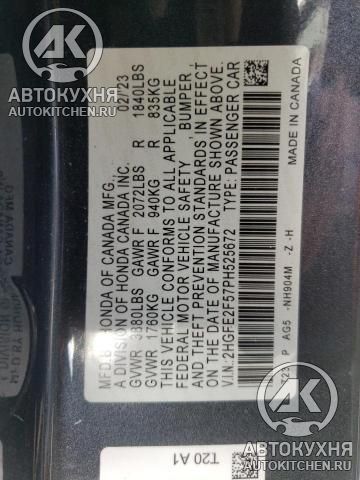 MFD. BY HONDA OF CANADA MFG.,
A DIVISION OF HONDA CANADA INC. 02/23
GVWR 3880LBS GAWR F 2072LBS R 1840LBS
GVWR 1760KG GAWR F 940KG R 835KG
THIS VEHICLE CONFORMS TO ALL APPLICABLE
FEDERAL MOTOR VEHICLE SAFETY BUMPER,
AND THEFT PREVENTION STANDARDS IN EFFECT
ON THE DATE OF MANUFACTURE SHOWN ABOVE.
V.I.N.: 2HGFE2F57PH525672 TYPE: PASSENGER CAR
P AG5 -NH904M -Z -H
MADE IN CANADA
T20 A1
АВТОКУХНЯ
АК124.RU
АВТОКУХНЯ
АК124.RU